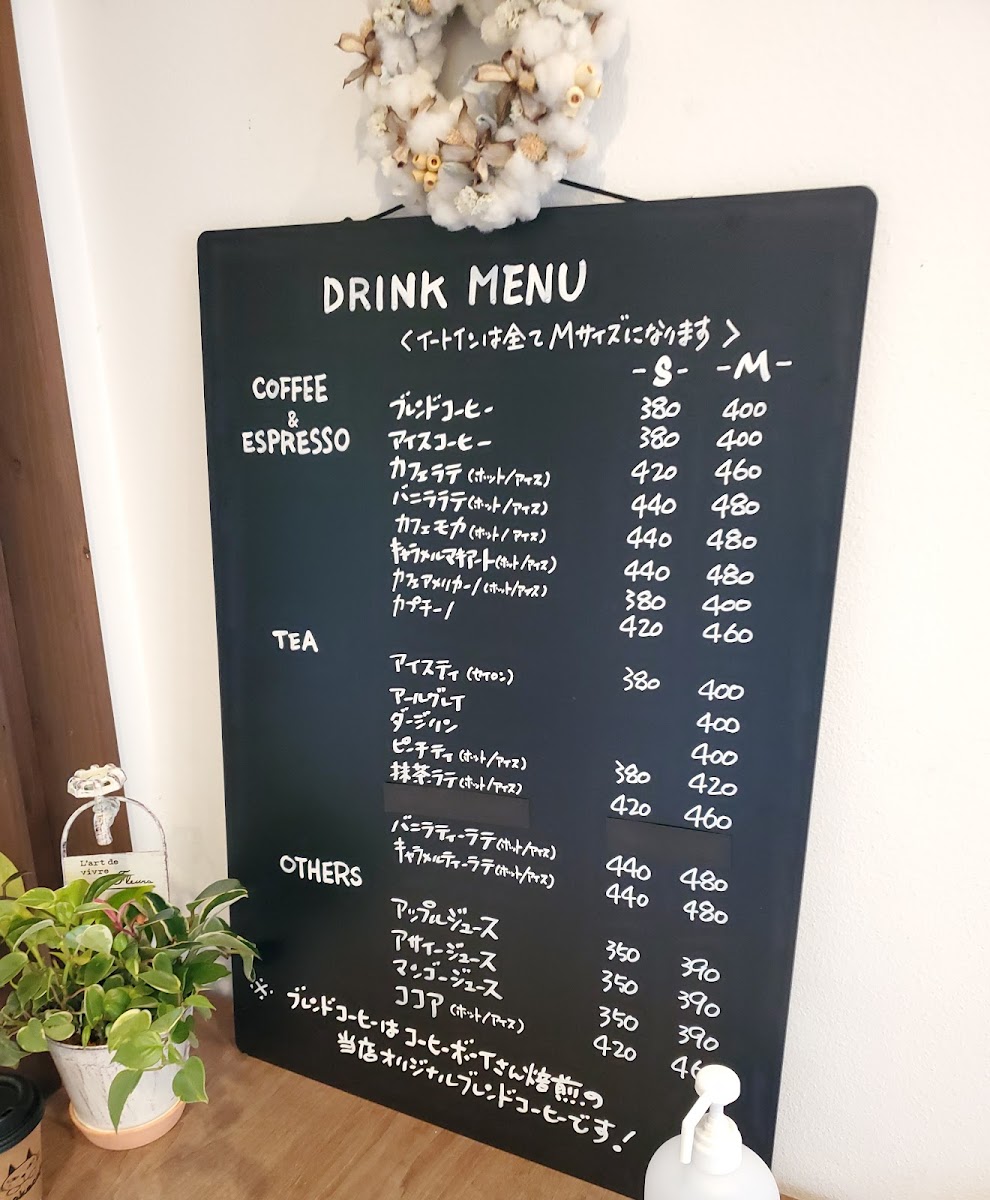 DRINK MENU
<イートインは全てMサイズになります>
-S- -M-
COFFEE
&
ESPRESSO
ブレンドコーヒー 380 400
アイスコーヒー 380 400
カフェラテ(ホット/アイス) 420 460
バニララテ(ホット/アイス) 440 480
カフェモカ(ホット/アイス) 440 480
キャラメルマキアート(ホット/アイス) 440 480
カフェアメリカーノ(ホット/アイス) 380 400
カプチーノ 420 460
TEA
アイスティ(セイロン) 380 400
アールグレイ 400
ダージリン 400
ピーチティ(ホット/アイス) 380 420
抹茶ラテ(ホット/アイス) 420 460
バニラティーラテ(ホット/アイス) 440 480
キャラメルティーラテ(ホット/アイス) 440 480
OTHERS
アップルジュース 350 390
アサイージュース 350 390
マンゴージュース 350 390
ココア(ホット/アイス) 420
※ブレンドコーヒーはコーヒーボーイさん焙煎の
当店オリジナルブレンドコーヒーです!
L'art de
vivre
Fleurs